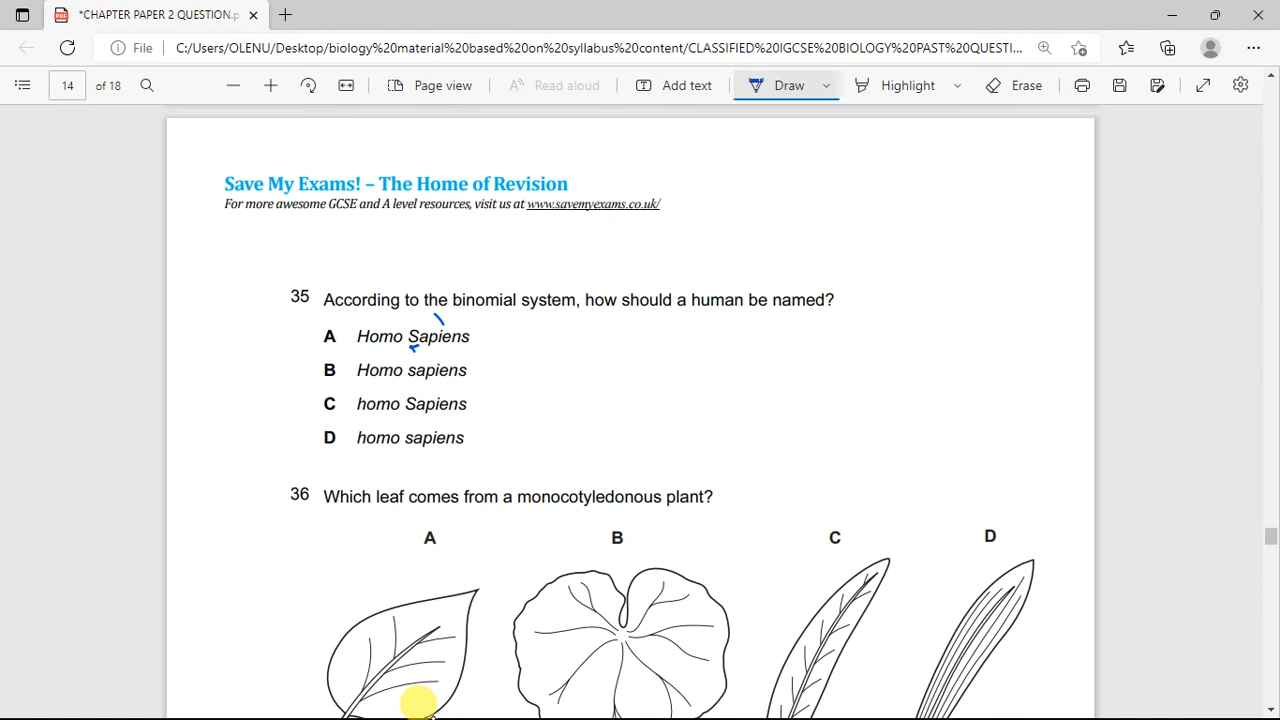 *CHAPTER PAPER 2 QUESTION.p
File
C:/Users/OLENU/Desktop/biology%20material%20based%20on%20syllabus%20content/CLASSIFIED%20IGCSE%20BIOLOGY%20PAST%20QUESTI...
14 of 18
Page view
Read aloud
Add text
Draw
Highlight
Erase
Save My Exams! – The Home of Revision
For more awesome GCSE and A level resources, visit us at www.savemyexams.co.uk/
35 According to the binomial system, how should a human be named?
A Homo Sapiens
B Homo sapiens
C homo Sapiens
D homo sapiens
36 Which leaf comes from a monocotyledonous plant?
A B C D